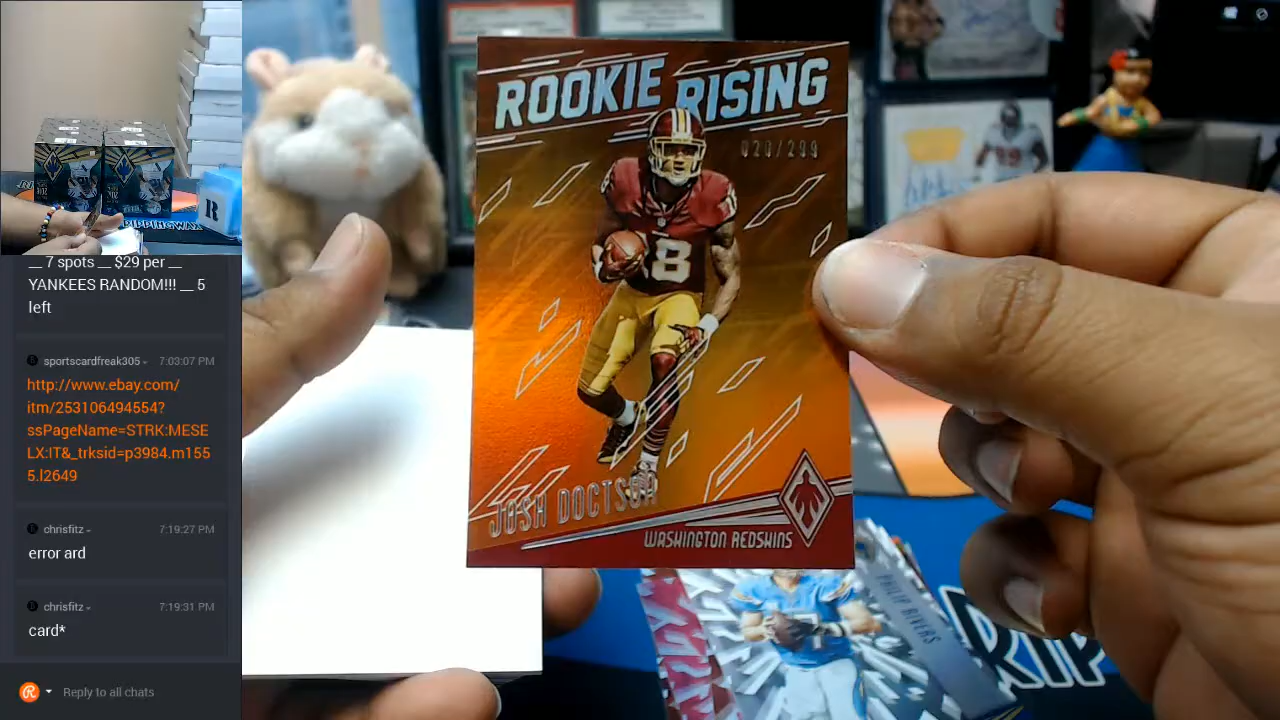 __ 7 spots __ $29 per __
YANKEES RANDOM!!! __ 5
left
sportscardfreak305
7:03:07 PM
http://www.ebay.com/
itm/253106494554?
ssPageName=STRK:MESE
LX:IT&_trksid=p3984.m155
5.l2649
chrisfitz
7:19:27 PM
error ard
chrisfitz
7:19:31 PM
card*
Reply to all chats
ROOKIE RISING
020/299
18
18
JOSH DOCTSON
WASHINGTON REDSKINS
PHILIP RIVERS
RIP
R
RIPPINGWAX